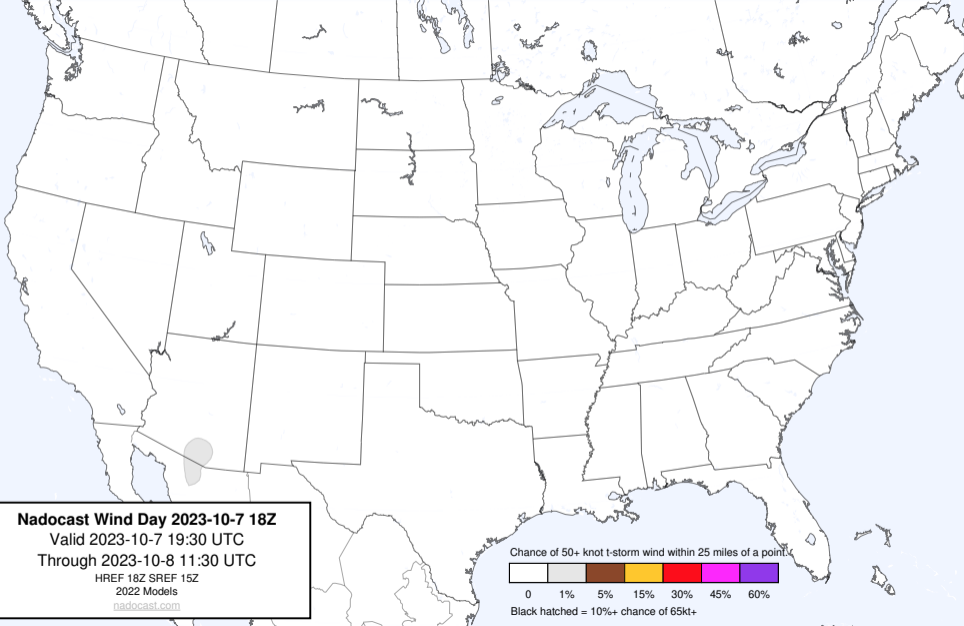 Nadocast Wind Day 2023-10-7 18Z
Valid 2023-10-7 19:30 UTC
Through 2023-10-8 11:30 UTC
HREF 18Z SREF 15Z
2022 Models
nadocast.com
Chance of 50+ knot t-storm wind within 25 miles of a point.
0 1% 5% 15% 30% 45% 60%
Black hatched = 10%+ chance of 65kt+